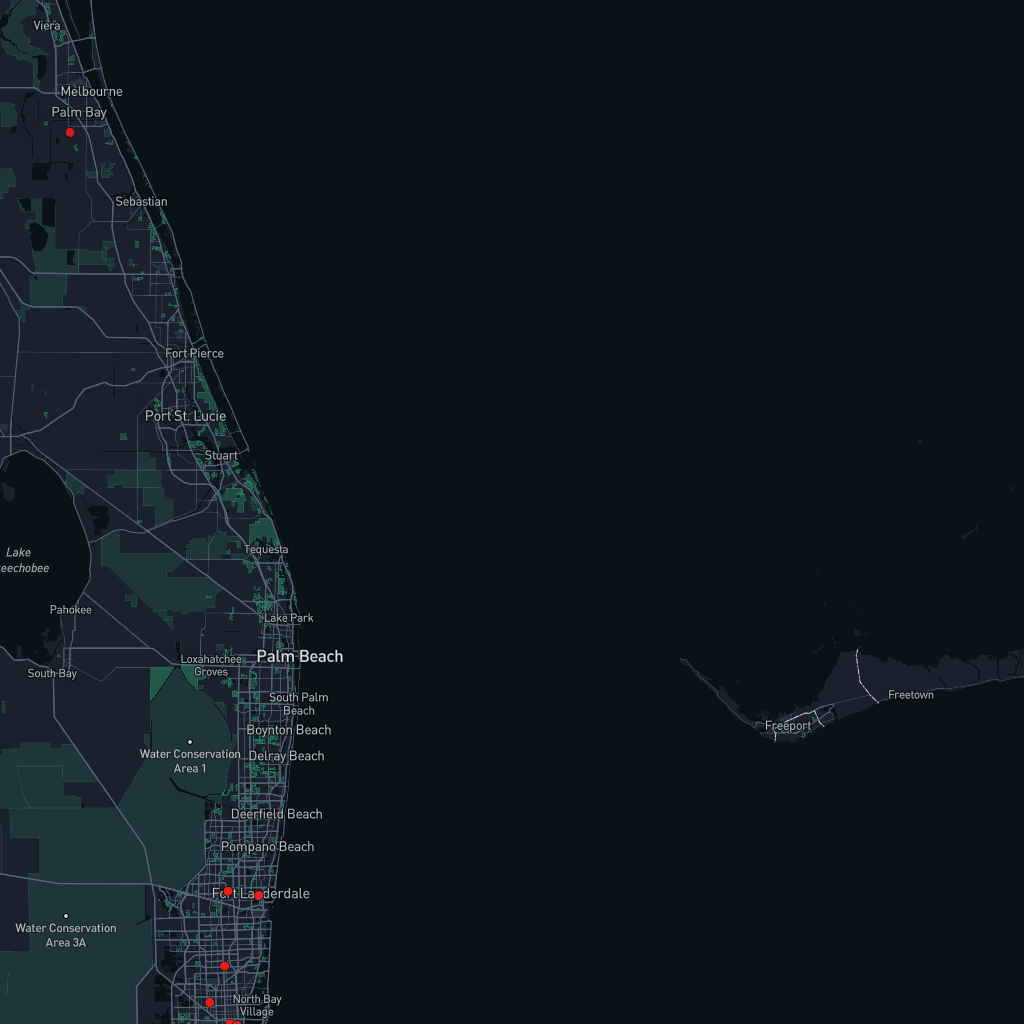 Viera
Melbourne
Palm Bay
Sebastian
Fort Pierce
Port St. Lucie
Stuart
Lake
eechobee
Tequesta
Pahokee
Lake Park
Palm Beach
Loxahatchee
Groves
South Bay
South Palm
Beach
Freetown
Freeport
Boynton Beach
Water Conservation
Area 1
Delray Beach
Deerfield Beach
Pompano Beach
Fort Lauderdale
Water Conservation
Area 3A
North Bay
Village